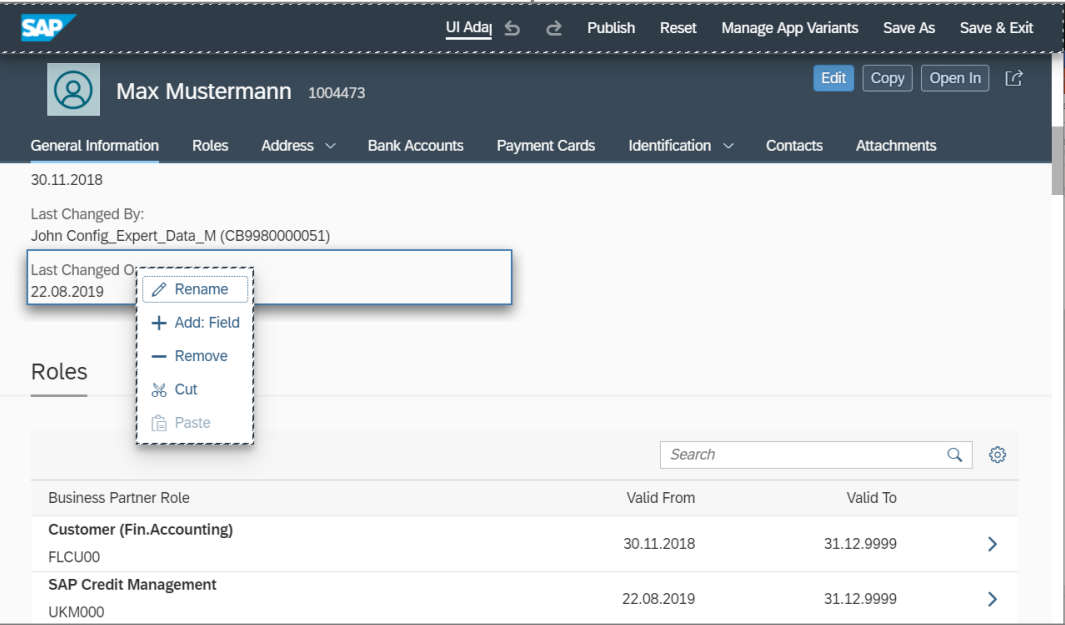 SAP
UI Adap Publish Reset Manage App Variants Save As Save & Exit
Max Mustermann 1004473 Edit Copy Open In
General Information Roles Address Bank Accounts Payment Cards Identification Contacts Attachments
30.11.2018
Last Changed By:
John Config_Expert_Data_M (CB9980000051)
Last Changed O
22.08.2019
Rename
Add: Field
Remove
Cut
Paste
Roles
Search
Business Partner Role Valid From Valid To
Customer (Fin.Accounting)
FLCU00 30.11.2018 31.12.9999
SAP Credit Management
UKM000 22.08.2019 31.12.9999